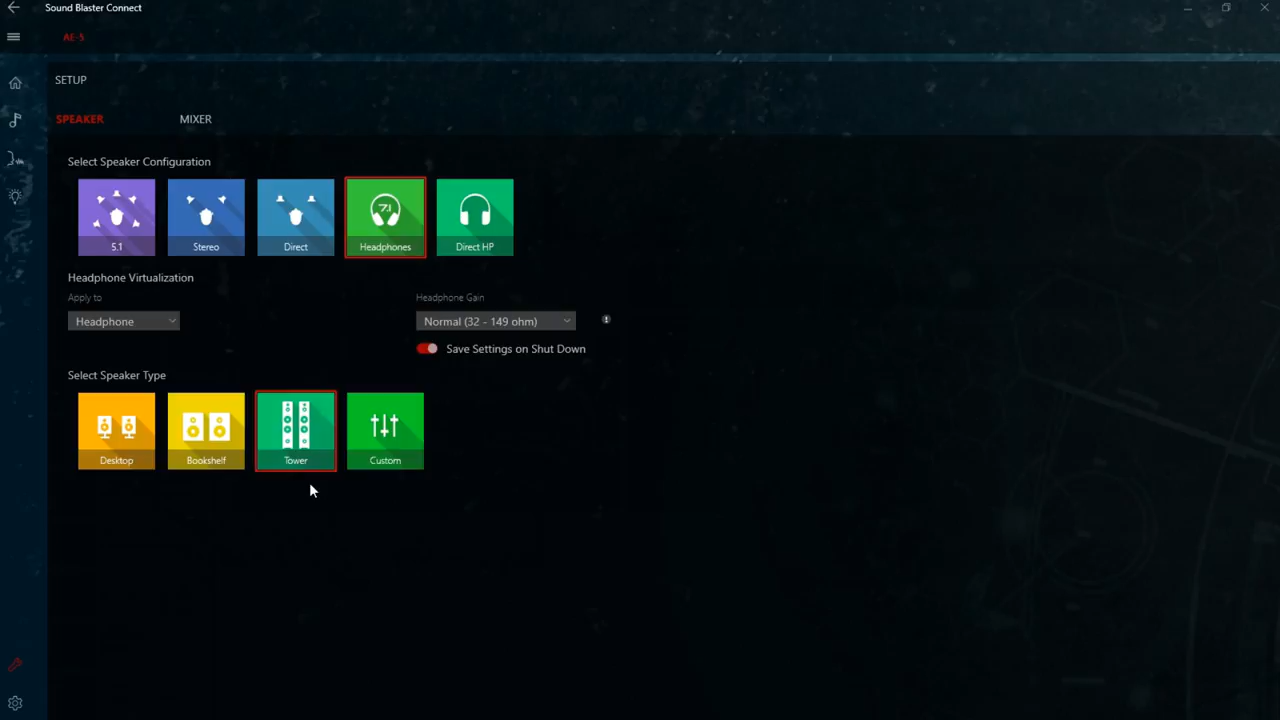 Sound Blaster Connect
AE-5
SETUP
SPEAKER MIXER
Select Speaker Configuration
7.1
5.1 Stereo Direct Headphones Direct HP
Headphone Virtualization
Apply to Headphone Gain
Headphone Normal (32 - 149 ohm)
Save Settings on Shut Down
Select Speaker Type
Desktop Bookshelf Tower Custom